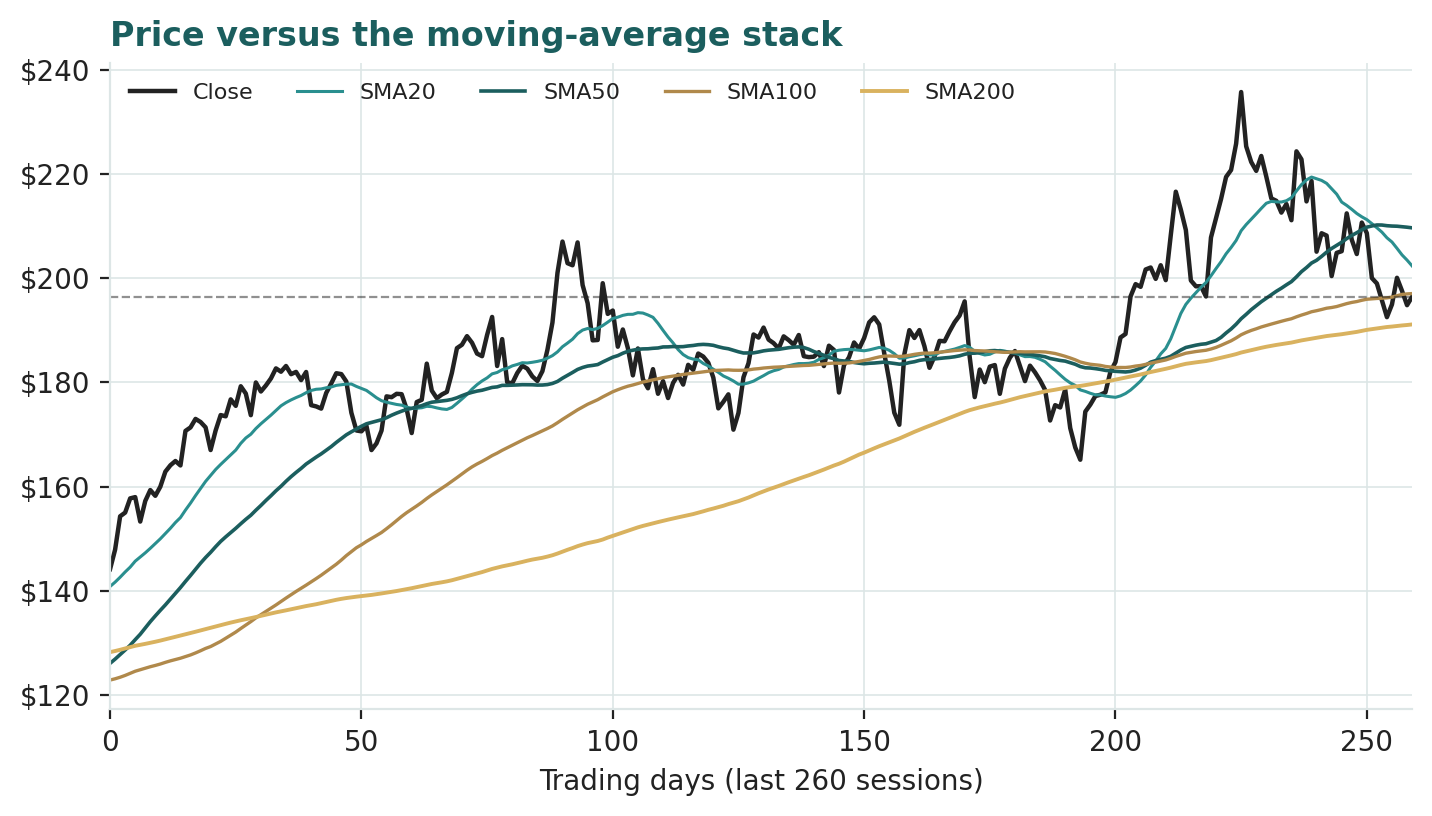 Price versus the moving-average stack
Close SMA20 SMA50 SMA100 SMA200
$240
$220
$200
$180
$160
$140
$120
0 50 100 150 200 250
Trading days (last 260 sessions)